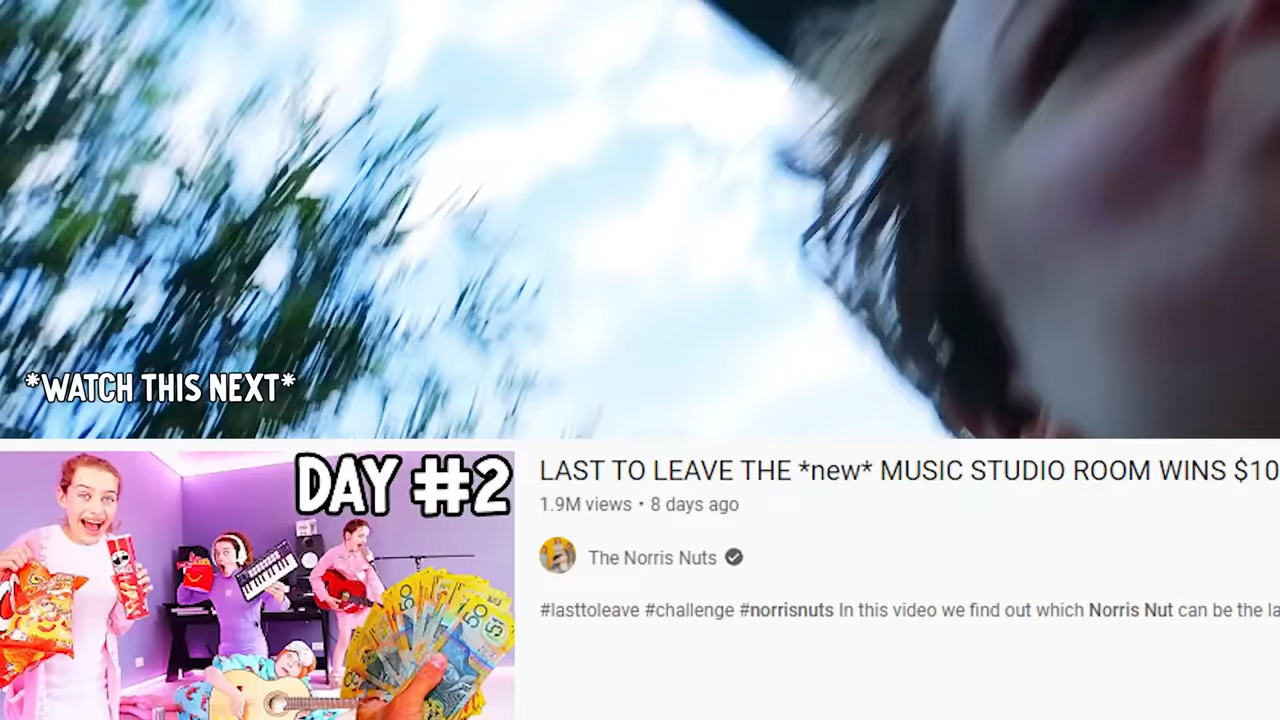 *WATCH THIS NEXT*
DAY #2
LAST TO LEAVE THE *new* MUSIC STUDIO ROOM WINS $10
1.9M views • 8 days ago
The Norris Nuts
#lasttoleave #challenge #norrisnuts In this video we find out which Norris Nut can be the la
50
50